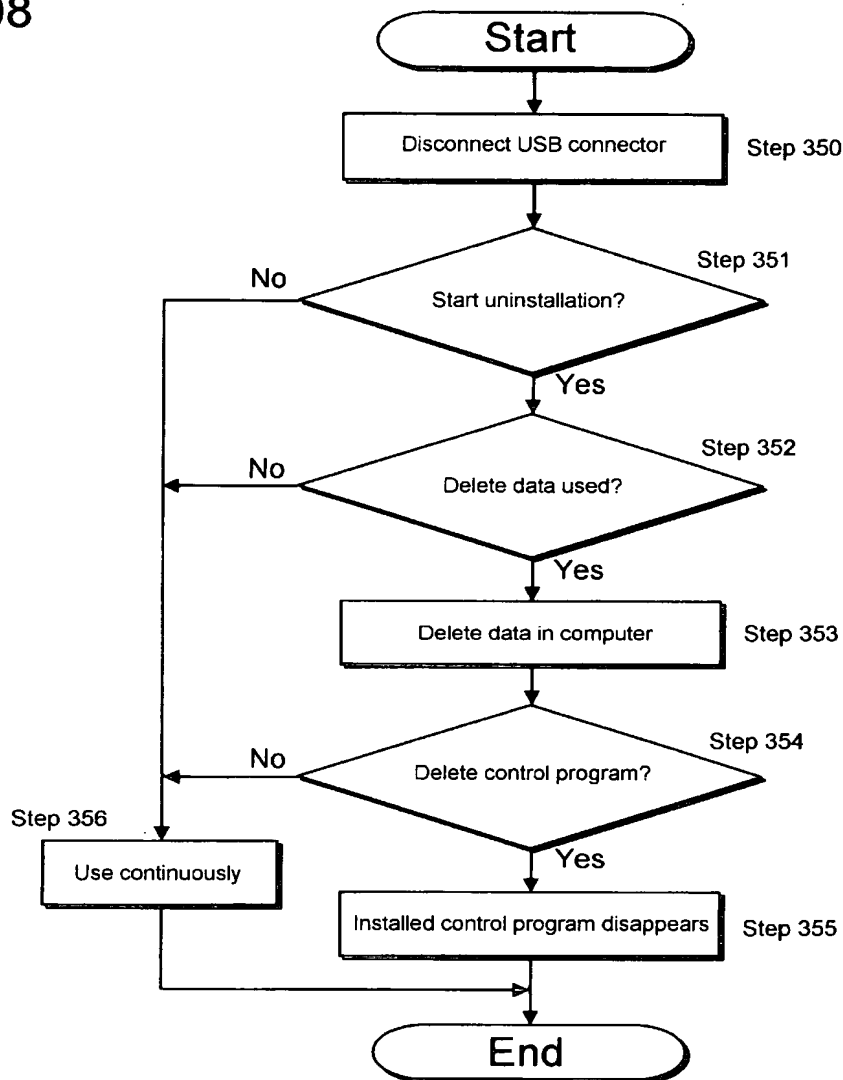 08
Start
Disconnect USB connector
Step 350
Step 351
No
Start uninstallation?
Yes
Step 352
No
Delete data used?
Yes
Delete data in computer
Step 353
Step 354
No
Delete control program?
Step 356
Yes
Use continuously
Installed control program disappears
Step 355
End